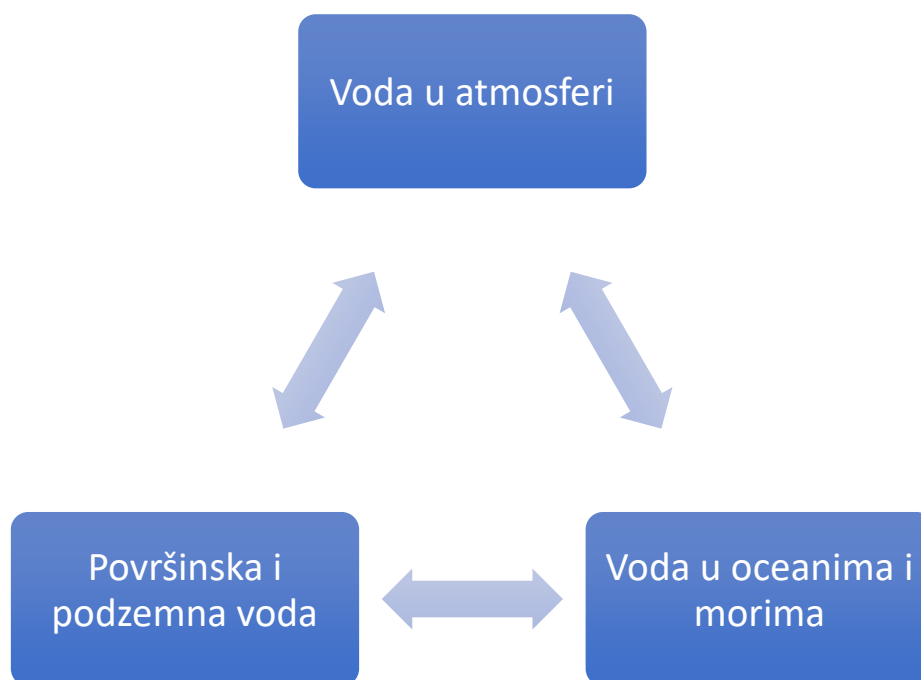 Voda u atmosferi
Površinska i
podzemna voda
Voda u oceanima i
morima